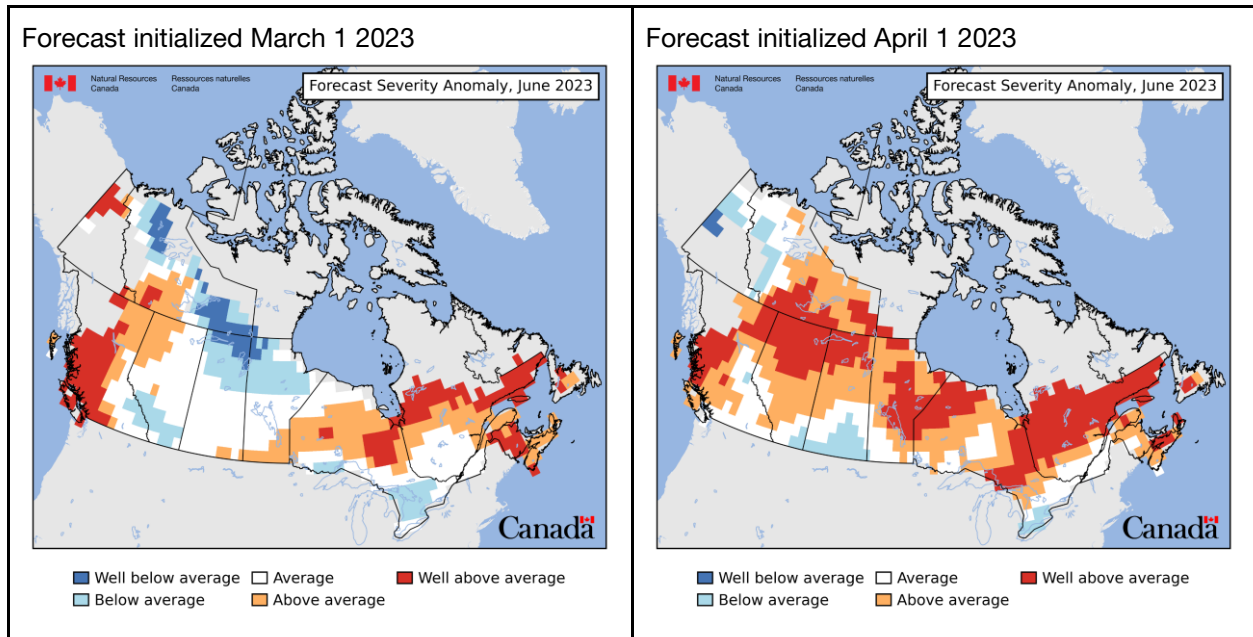 Forecast initialized March 1 2023
Natural Resources Ressources naturelles
Canada Canada
Forecast Severity Anomaly, June 2023
Canada
Well below average Average Well above average
Below average Above average
Forecast initialized April 1 2023
Natural Resources Ressources naturelles
Canada Canada
Forecast Severity Anomaly, June 2023
Canada
Well below average Average Well above average
Below average Above average